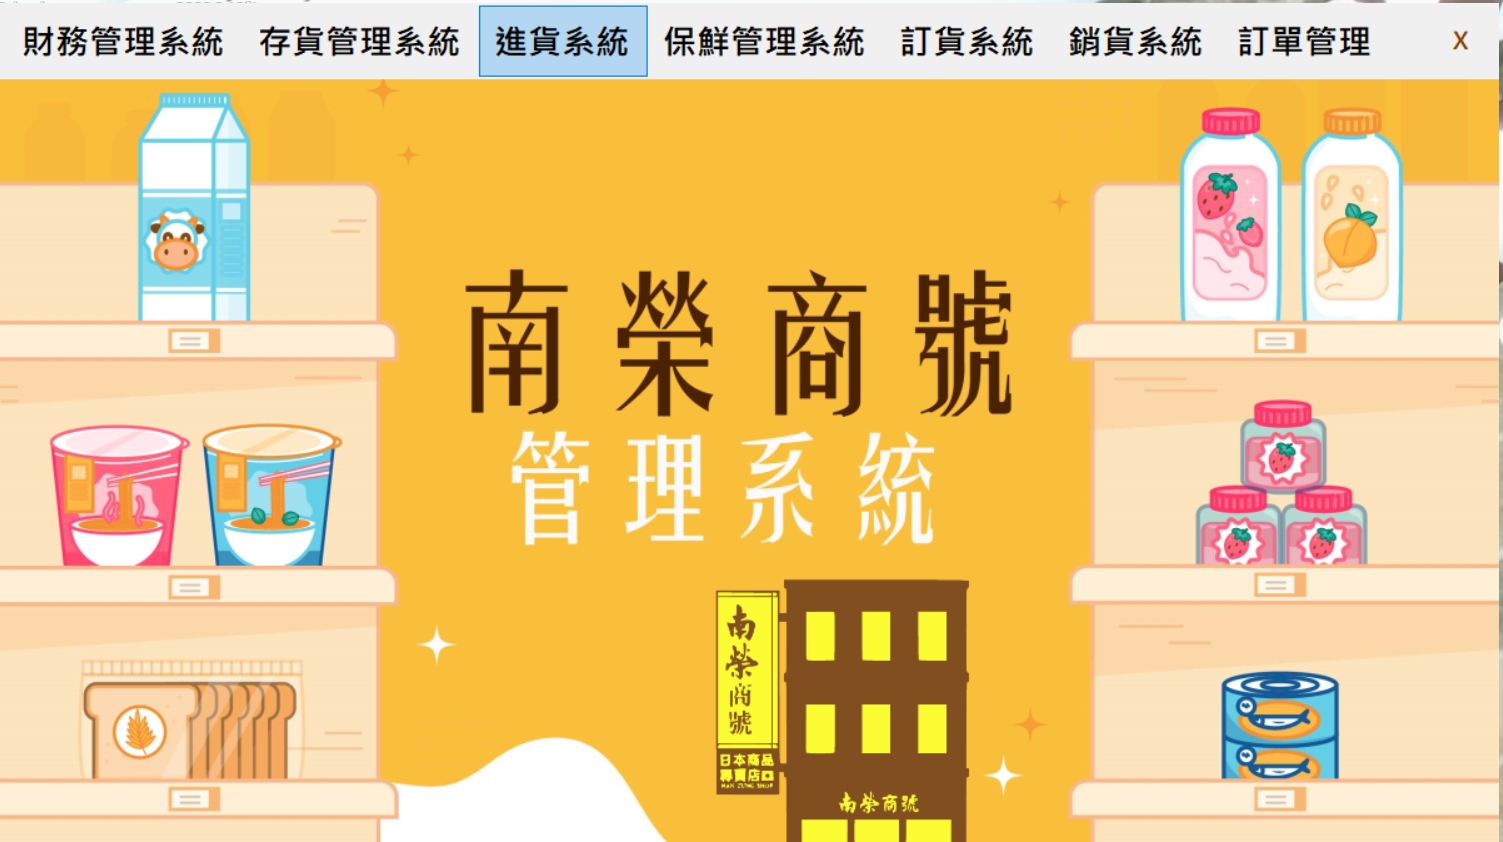 財務管理系統 存貨管理系統 進貨系統 保鮮管理系統 訂貨系統 銷貨系統 訂單管理 X
南榮商號
管理系統
南榮商號
日本商品
專賣店
NAN ZUNG SHOP
南榮商號